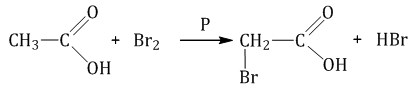 O O
P
CH₃—C + Br₂ → CH₂—C + HBr
OH Br OH